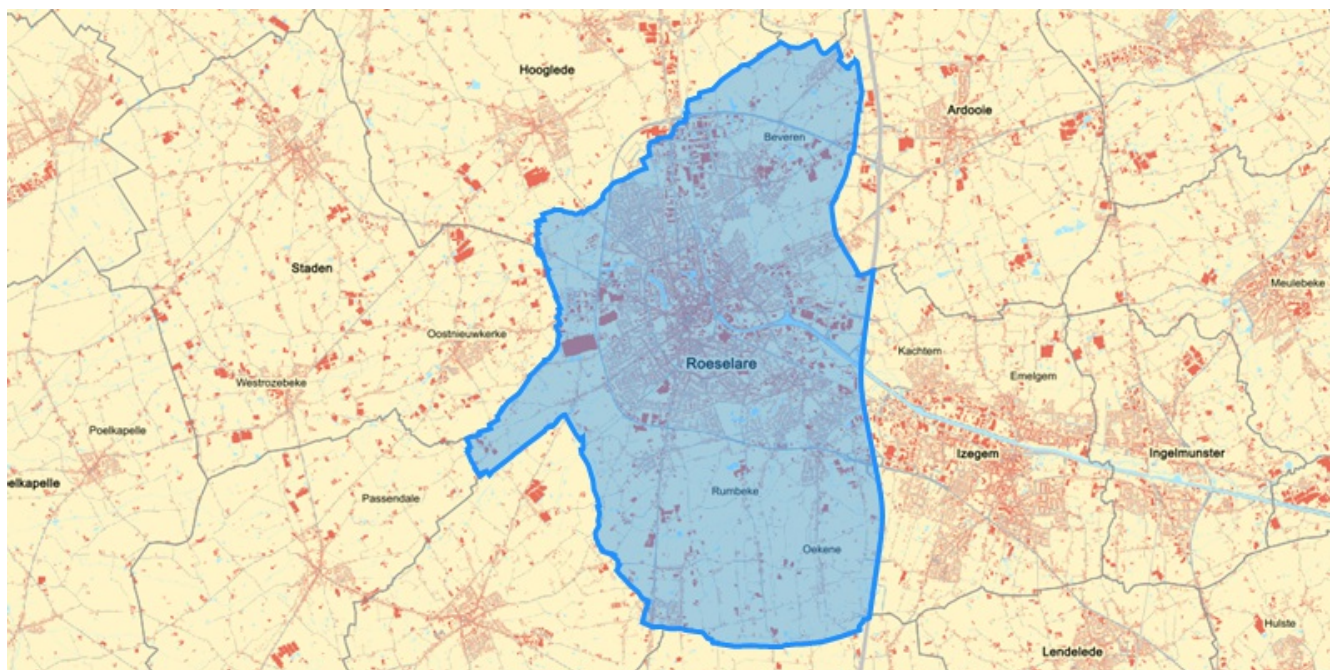 Hooglede
Ardooie
Beveren
Staden
Meulebeke
Oostnieuwkerke
Kachtem
Roeselare
Emelgem
Westrozebeke
Poelkapelle
Izegem
Ingelmunster
elkapelle
Passendale
Rumbeke
Oekene
Hulste
Lendelede